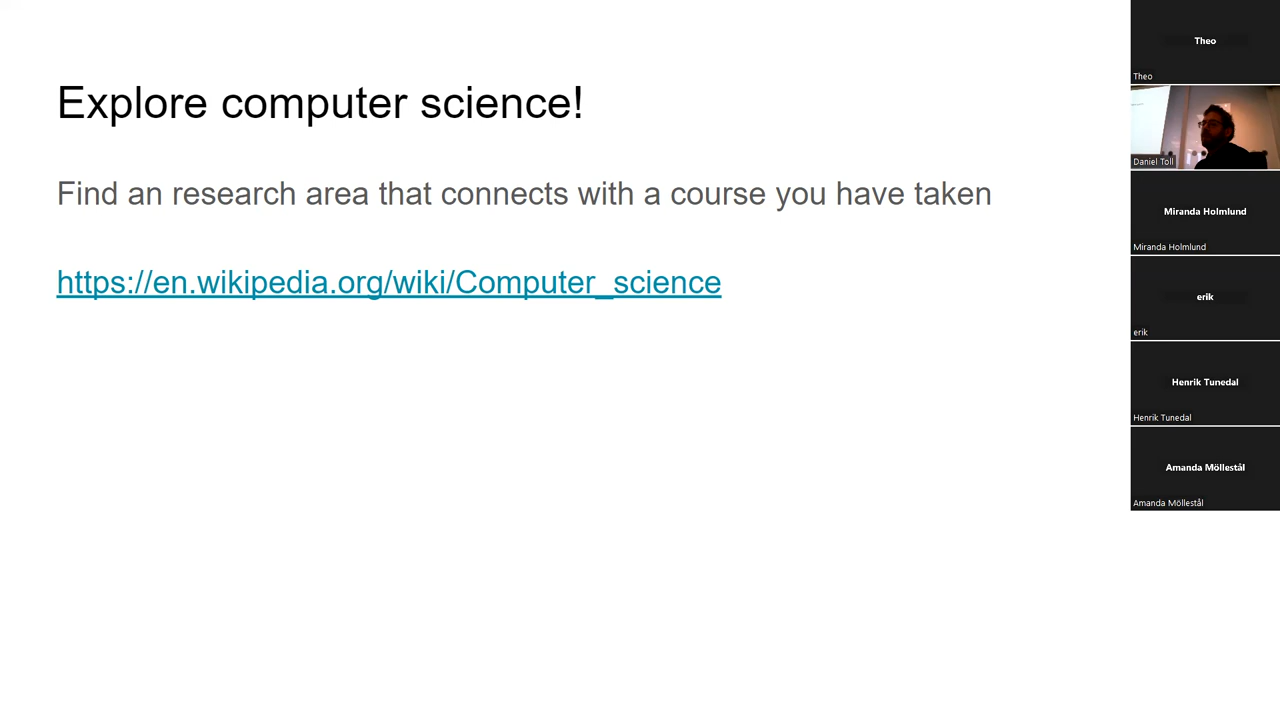 Explore computer science!
Find an research area that connects with a course you have taken
https://en.wikipedia.org/wiki/Computer_science
Theo
Theo
Daniel Toll
Miranda Holmlund
Miranda Holmlund
erik
erik
Henrik Tunedal
Henrik Tunedal
Amanda Möllestål
Amanda Möllestål